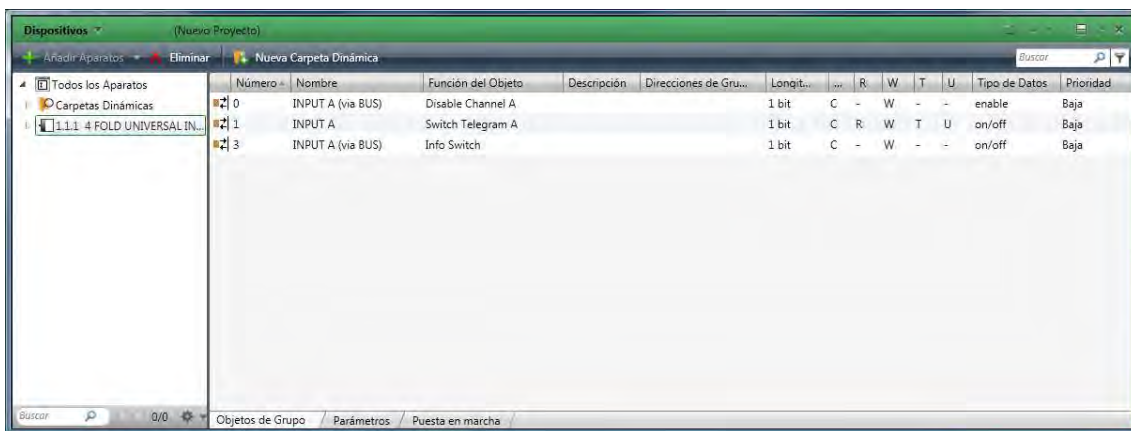 Dispositivos (Nuevo Proyecto)
Añadir Aparatos Eliminar Nueva Carpeta Dinámica Buscar
Todos los Aparatos
Carpetas Dinámicas
1.1.1 4 FOLD UNIVERSAL IN...
Número Nombre Función del Objeto Descripción Direcciones de Gru... Longit... ... R W T U Tipo de Datos Prioridad
0 INPUT A (via BUS) Disable Channel A 1 bit C - W - - enable Baja
1 INPUT A Switch Telegram A 1 bit C R W T U on/off Baja
3 INPUT A (via BUS) Info Switch 1 bit C - W - - on/off Baja
Buscar 0/0
Objetos de Grupo Parámetros Puesta en marcha